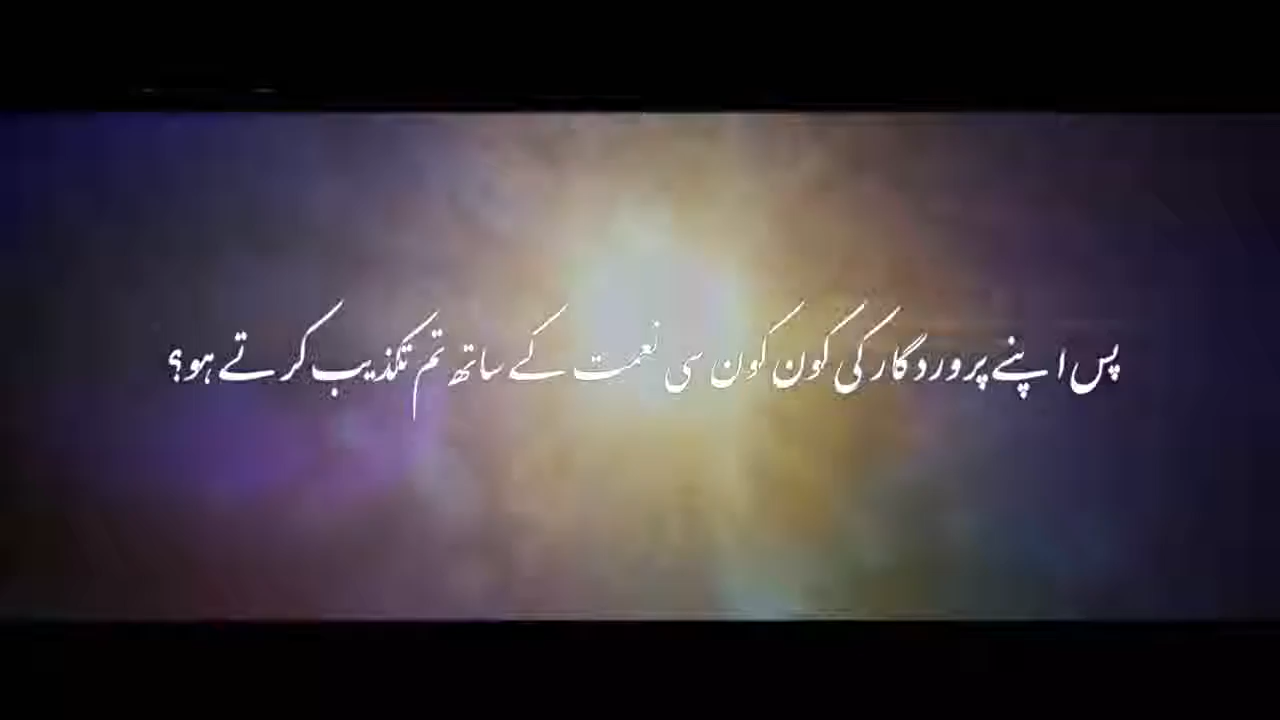 پس اپنے پروردگار کی کون کون سی نعمت کے ساتھ تم تکذیب کرتے ہو؟